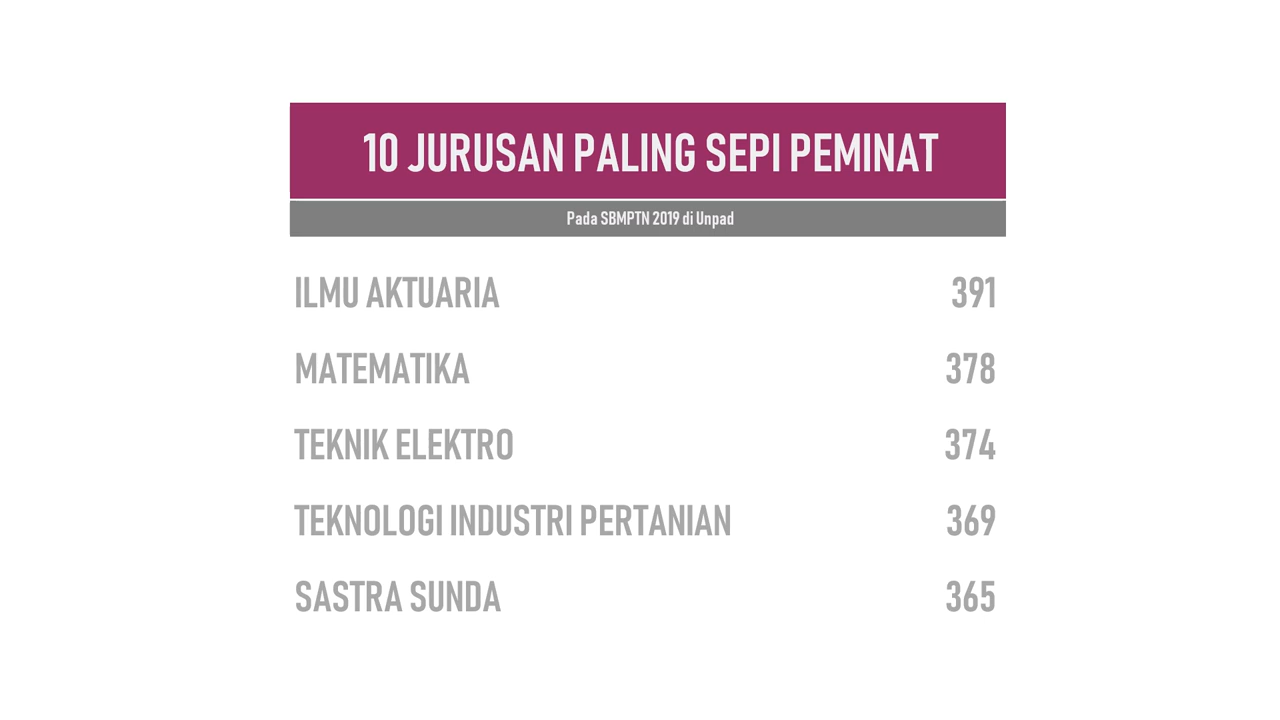 10 JURUSAN PALING SEPI PEMINAT
Pada SBMPTN 2019 di Unpad
ILMU AKTUARIA 391
MATEMATIKA 378
TEKNIK ELEKTRO 374
TEKNOLOGI INDUSTRI PERTANIAN 369
SASTRA SUNDA 365